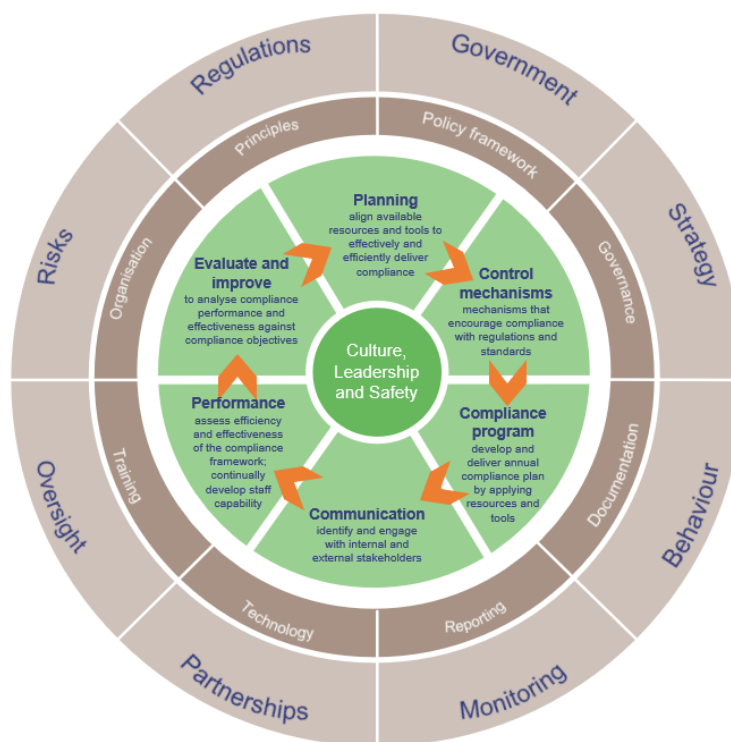 Regulations
Government
Strategy
Behaviour
Monitoring
Partnerships
Oversight
Risks
Principles
Policy framework
Governance
Documentation
Reporting
Technology
Training
Organisation
Planning
align available
resources and tools to
effectively and
efficiently deliver
compliance
Control
mechanisms
mechanisms that
encourage compliance
with regulations and
standards
Compliance
program
develop and
deliver annual
compliance plan
by applying
resources and
tools
Communication
identify and engage
with internal and
external stakeholders
Performance
assess efficiency
and effectiveness
of the compliance
framework;
continually
develop staff
capability
Evaluate and
improve
to analyse compliance
performance and
effectiveness against
compliance objectives
Culture,
Leadership
and Safety